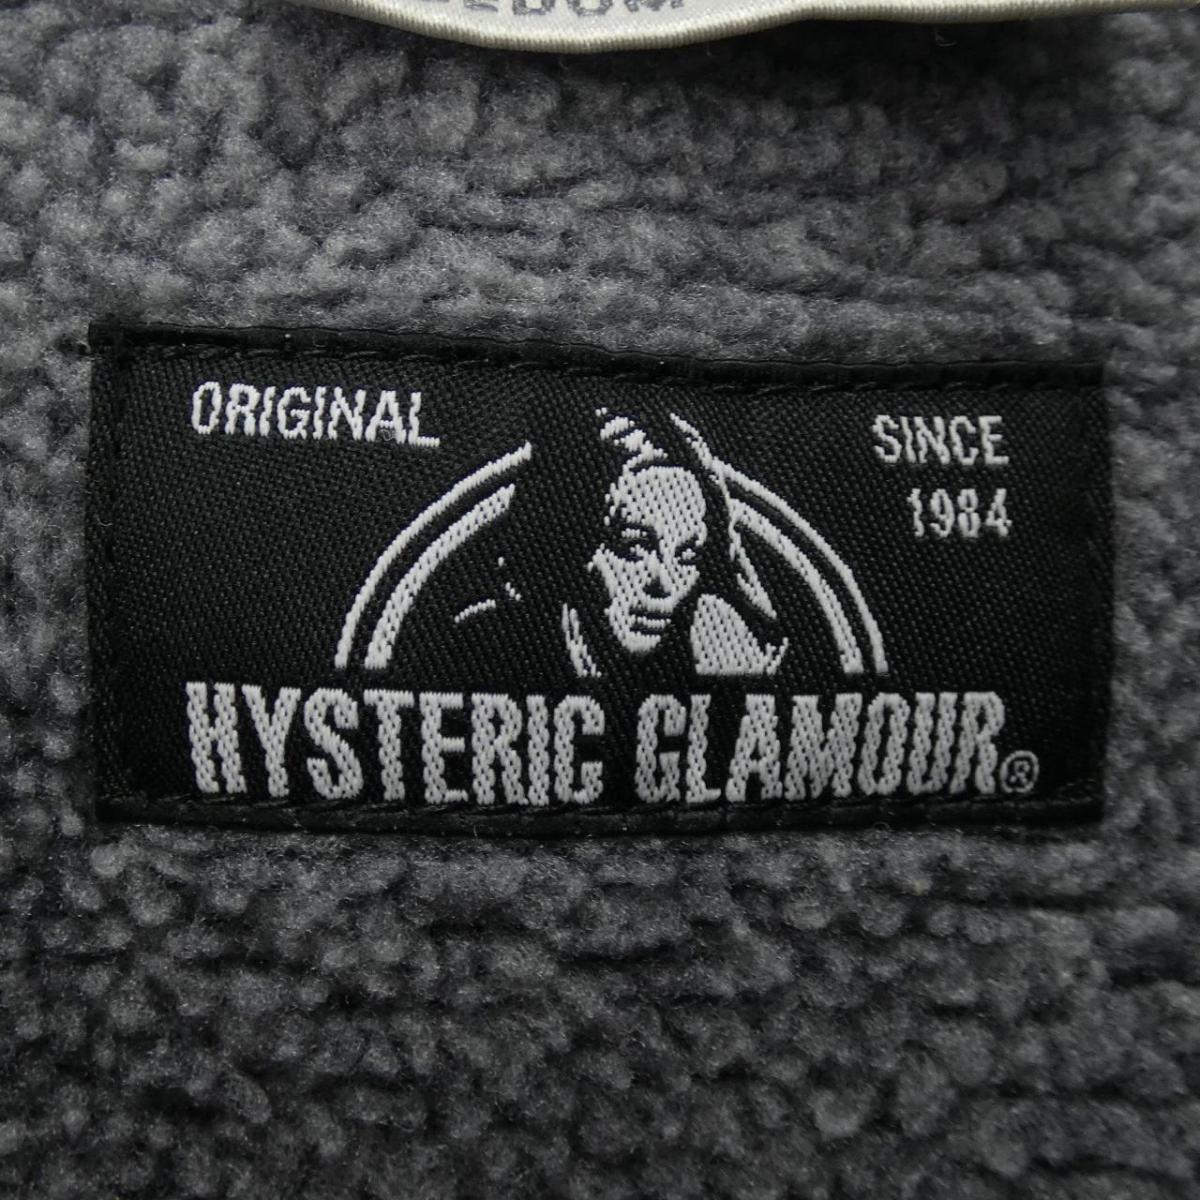 ORIGINAL
SINCE
1984
HYSTERIC GLAMOUR®